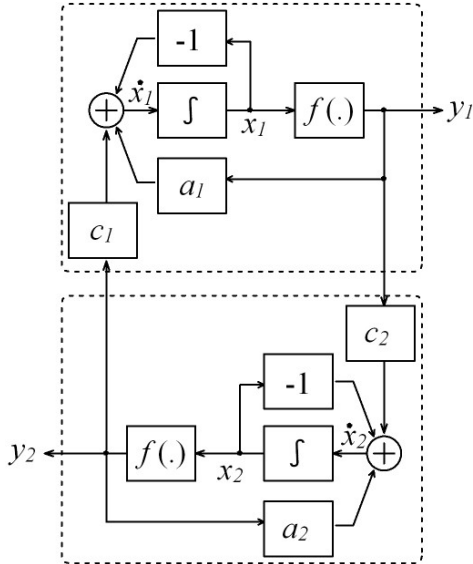 -1
+ ẋ1 ∫ x1 f(.) y1
a1
c1
c2
-1
y2 f(.) x2 ∫ ẋ2 +
a2